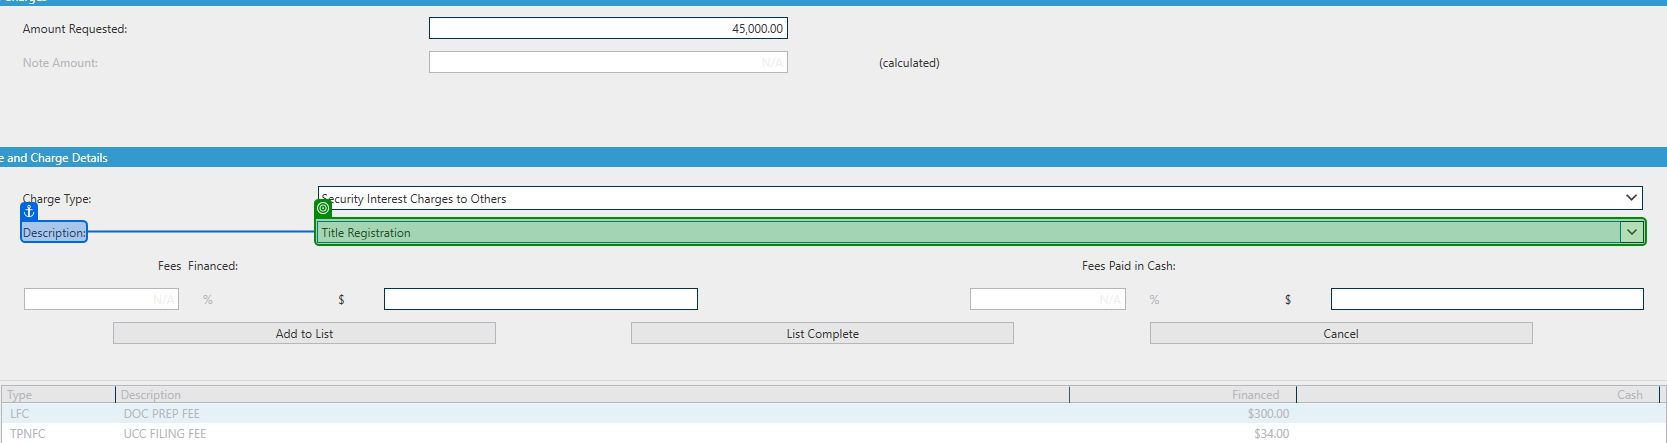 Charges
Amount Requested: 45,000.00
Note Amount: N/A (calculated)
e and Charge Details
Charge Type: Security Interest Charges to Others
Description: Title Registration
Fees Financed: Fees Paid in Cash:
N/A % $ N/A % $
Add to List List Complete Cancel
Type Description Financed Cash
LFC DOC PREP FEE $300.00
TPNFC UCC FILING FEE $34.00